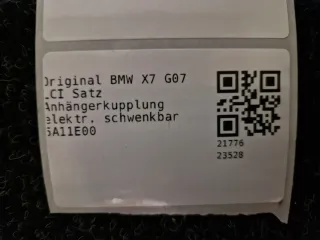 Original BMW X7 G07
LCI Satz
Anhängerkupplung
elektr. schwenkbar
5A11E00
21776
23528